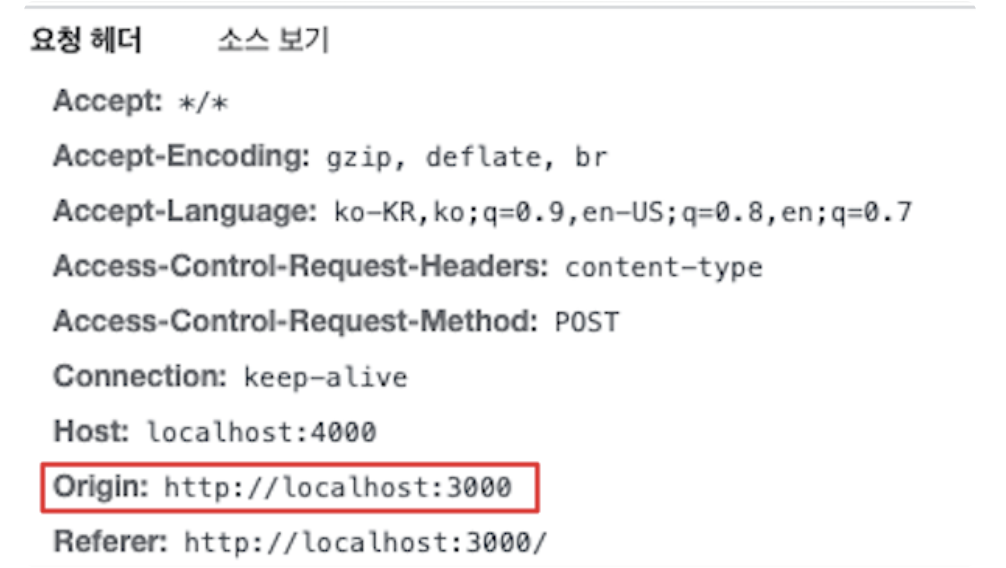 요청 헤더 소스 보기
Accept: */*
Accept-Encoding: gzip, deflate, br
Accept-Language: ko-KR,ko;q=0.9,en-US;q=0.8,en;q=0.7
Access-Control-Request-Headers: content-type
Access-Control-Request-Method: POST
Connection: keep-alive
Host: localhost:4000
Origin: http://localhost:3000
Referer: http://localhost:3000/